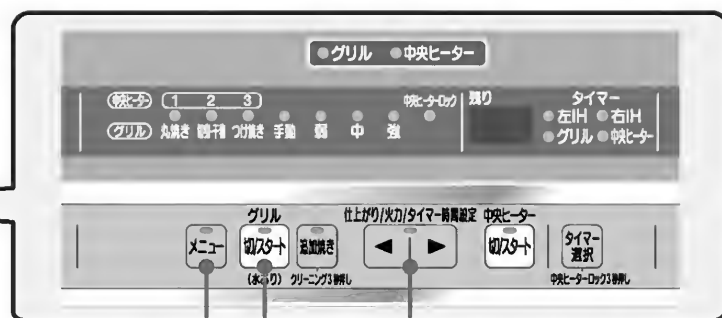 グリル 中央ヒーター
中央ヒーター 1 2 3 中央ヒーターロック 残り タイマー
左IH 右IH
グリル 丸焼き 切身・干物 つけ焼き 手動 弱 中 強 グリル 中央ヒーター
グリル 仕上がり/火力/タイマー時間設定 中央ヒーター
メニュー 切/スタート 追加焼き ◀ ▶ 切/スタート タイマー
選択
(水あり) クリーニング3秒押し 中央ヒーターロック3秒押し